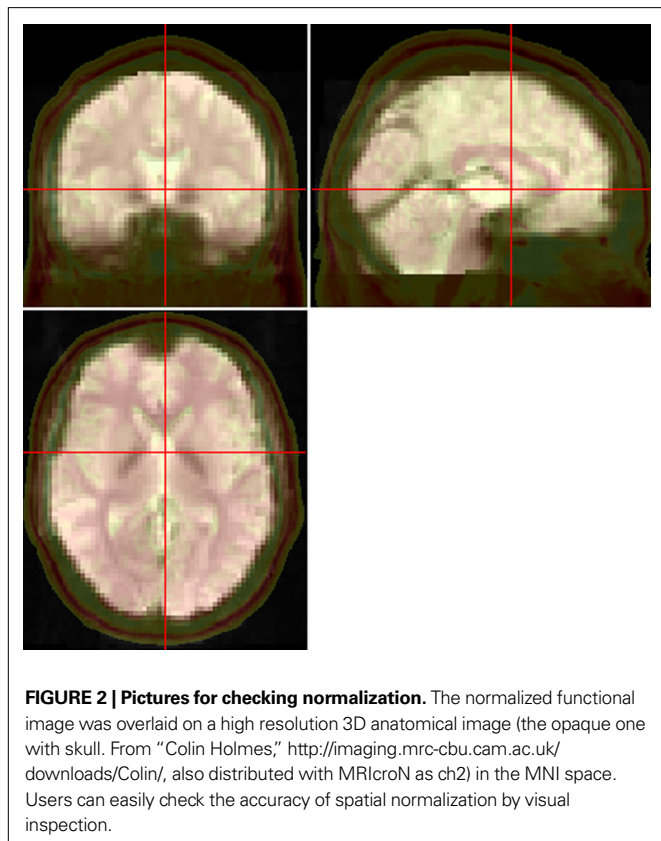 FIGURE 2 | Pictures for checking normalization. The normalized functional
image was overlaid on a high resolution 3D anatomical image (the opaque one
with skull. From “Colin Holmes,” http://imaging.mrc-cbu.cam.ac.uk/
downloads/Colin/, also distributed with MRIcroN as ch2) in the MNI space.
Users can easily check the accuracy of spatial normalization by visual
inspection.